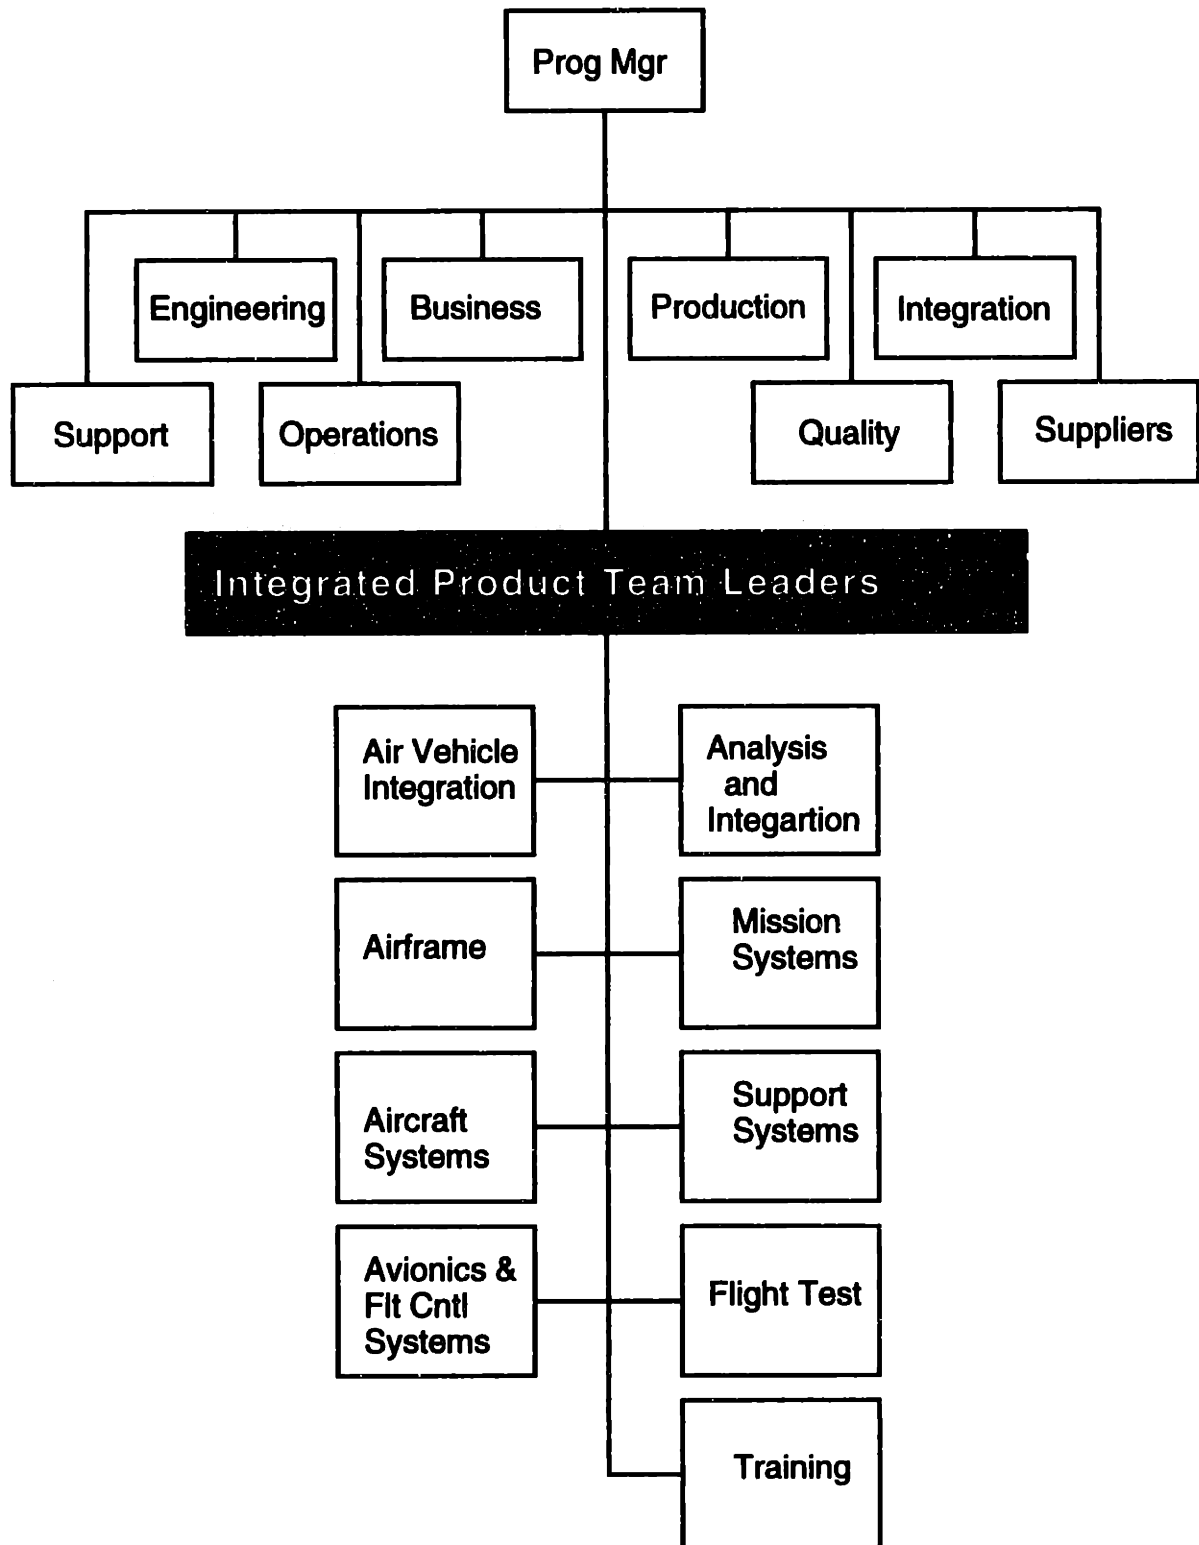 Prog Mgr
Engineering
Business
Production
Integration
Support
Operations
Quality
Suppliers
Integrated Product Team Leaders
Air Vehicle
Integration
Analysis
and
Integartion
Airframe
Mission
Systems
Aircraft
Systems
Support
Systems
Avionics &
Flt Cntl
Systems
Flight Test
Training